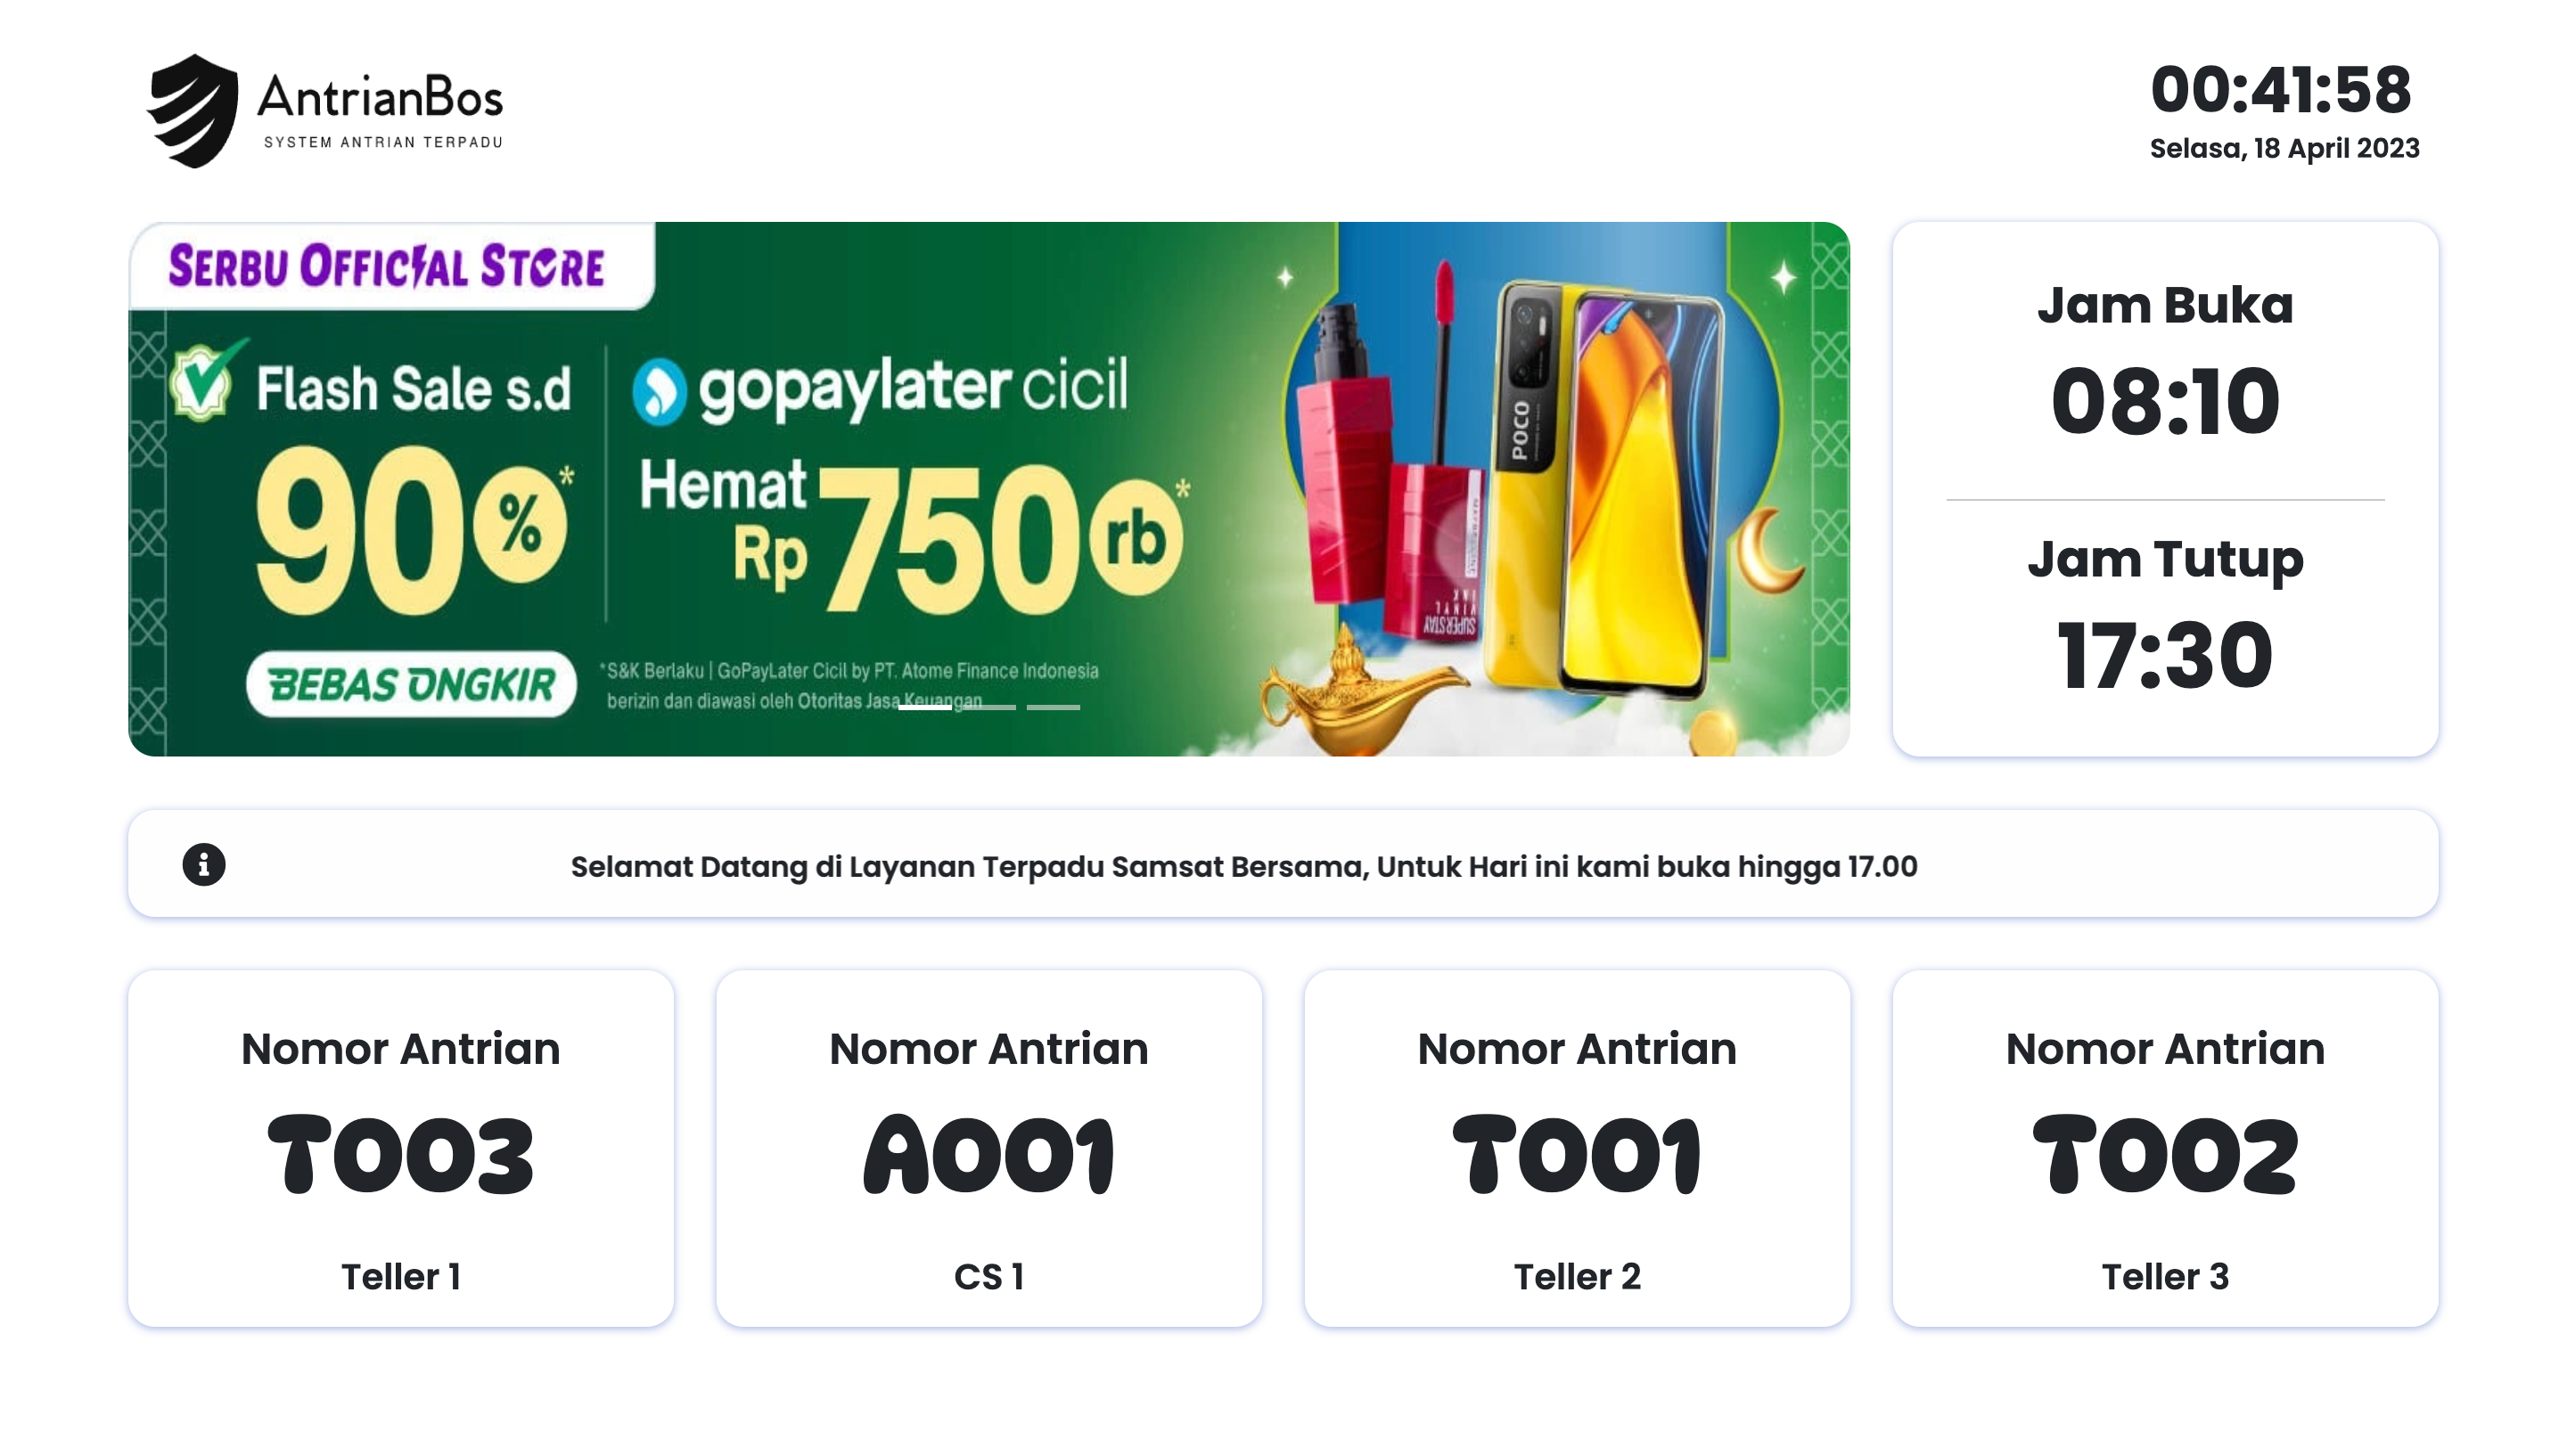 AntrianBos
SYSTEM ANTRIAN TERPADU
00:41:58
Selasa, 18 April 2023
SERBU OFFICIAL STORE
Flash Sale s.d
90%*
gopaylater cicil
Hemat
Rp 750 rb*
BEBAS ONGKIR
*S&K Berlaku | GoPayLater Cicil by PT. Atome Finance Indonesia
berizin dan diawasi oleh Otoritas Jasa Keuangan
POCO
SUPERSTAY
VINYL
INK
Jam Buka
08:10
Jam Tutup
17:30
Selamat Datang di Layanan Terpadu Samsat Bersama, Untuk Hari ini kami buka hingga 17.00
Nomor Antrian
T003
Teller 1
Nomor Antrian
A001
CS 1
Nomor Antrian
T001
Teller 2
Nomor Antrian
T002
Teller 3